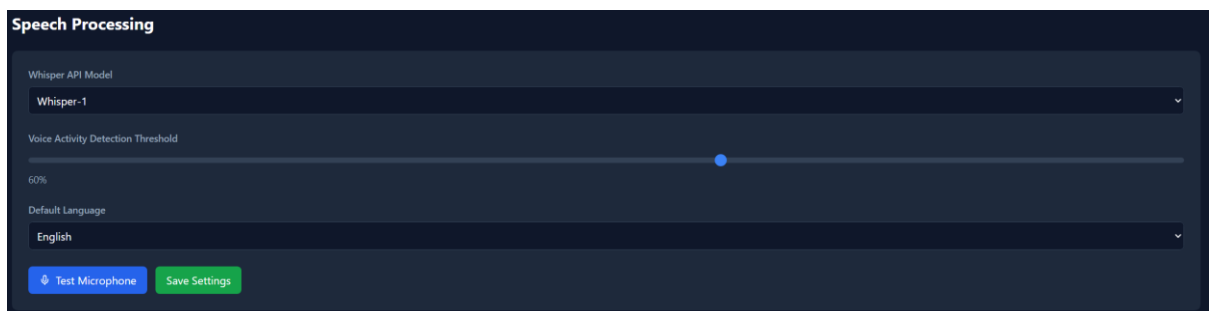 Speech Processing
Whisper API Model
Whisper-1
Voice Activity Detection Threshold
60%
Default Language
English
Test Microphone
Save Settings